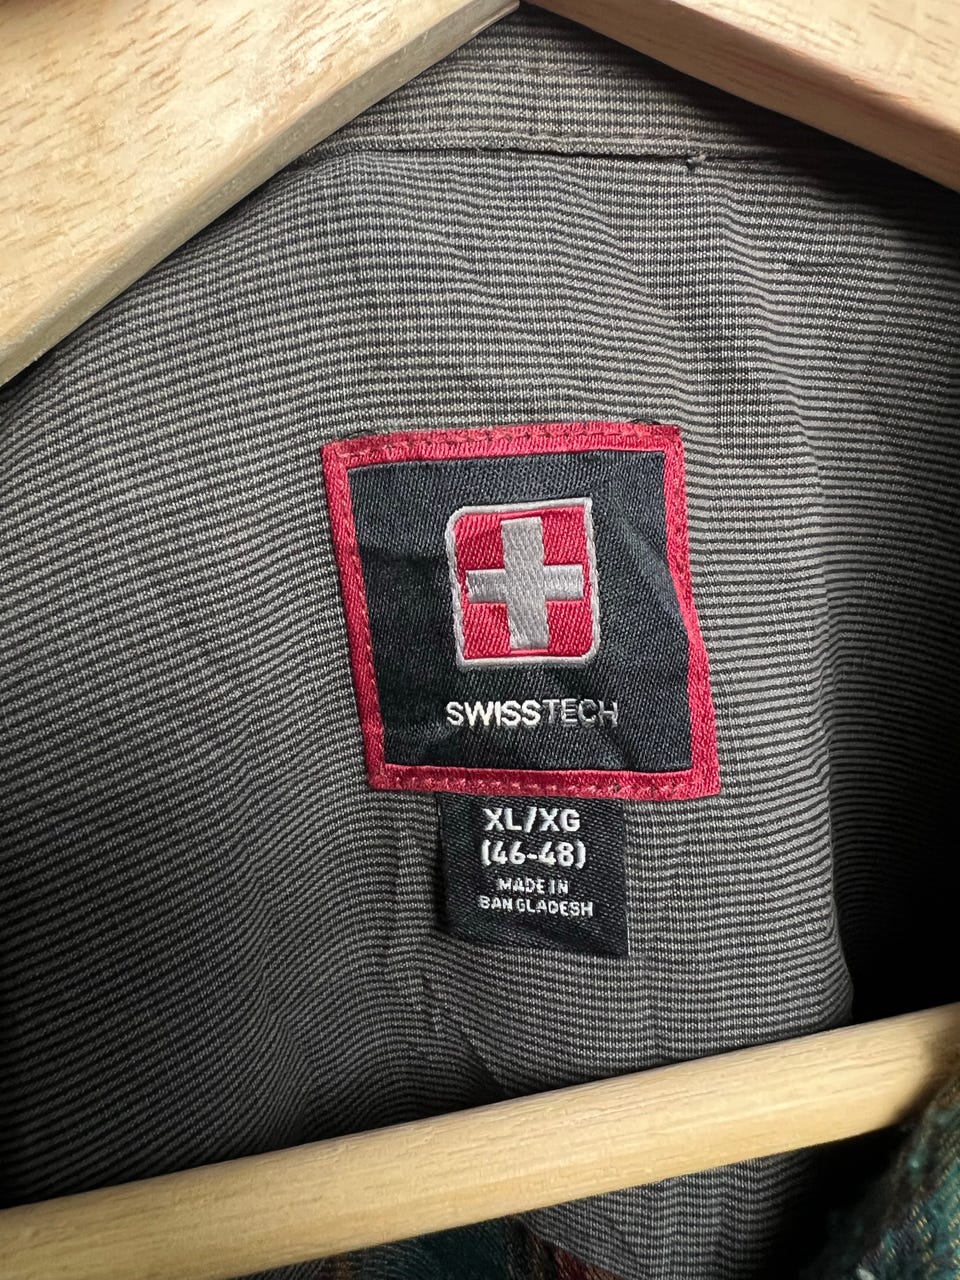 SWISSTECH
XL/XG
(46-48)
MADE IN
BANGLADESH